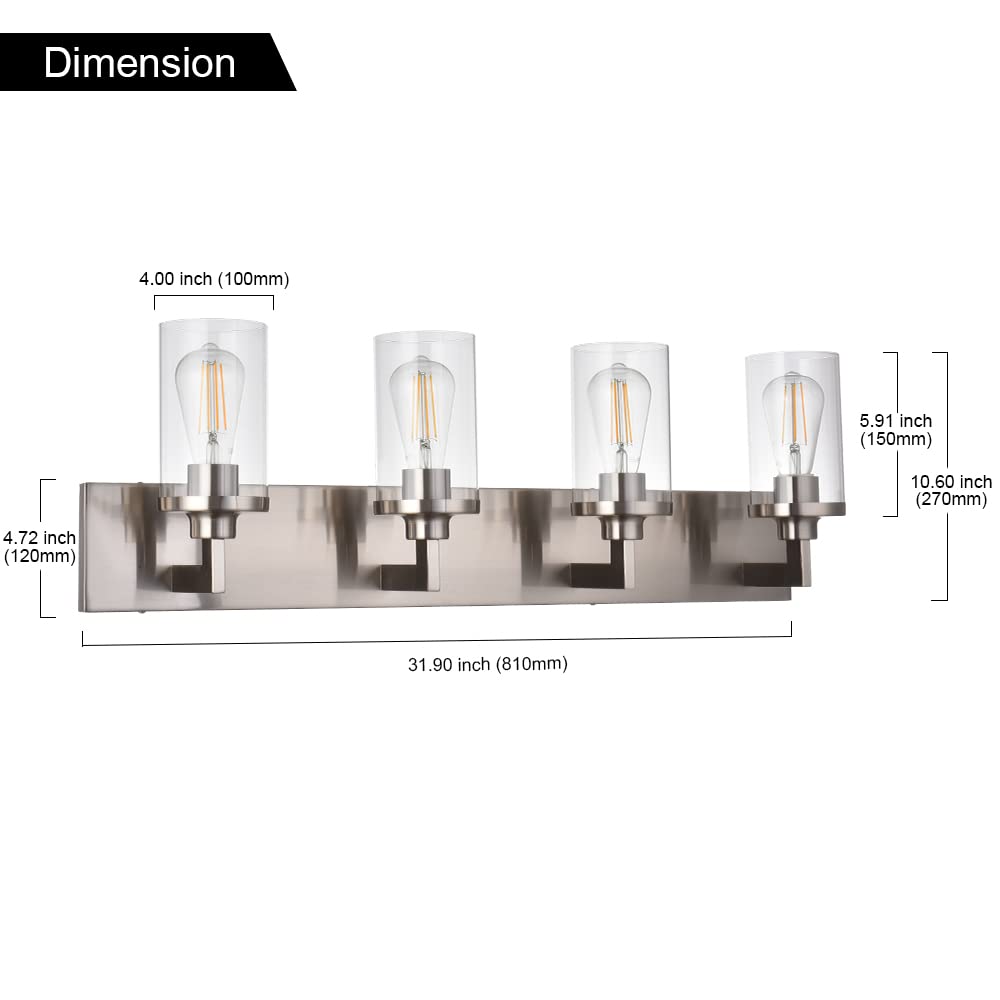 Dimension
4.00 inch (100mm)
5.91 inch
(150mm)
10.60 inch
(270mm)
4.72 inch
(120mm)
31.90 inch (810mm)